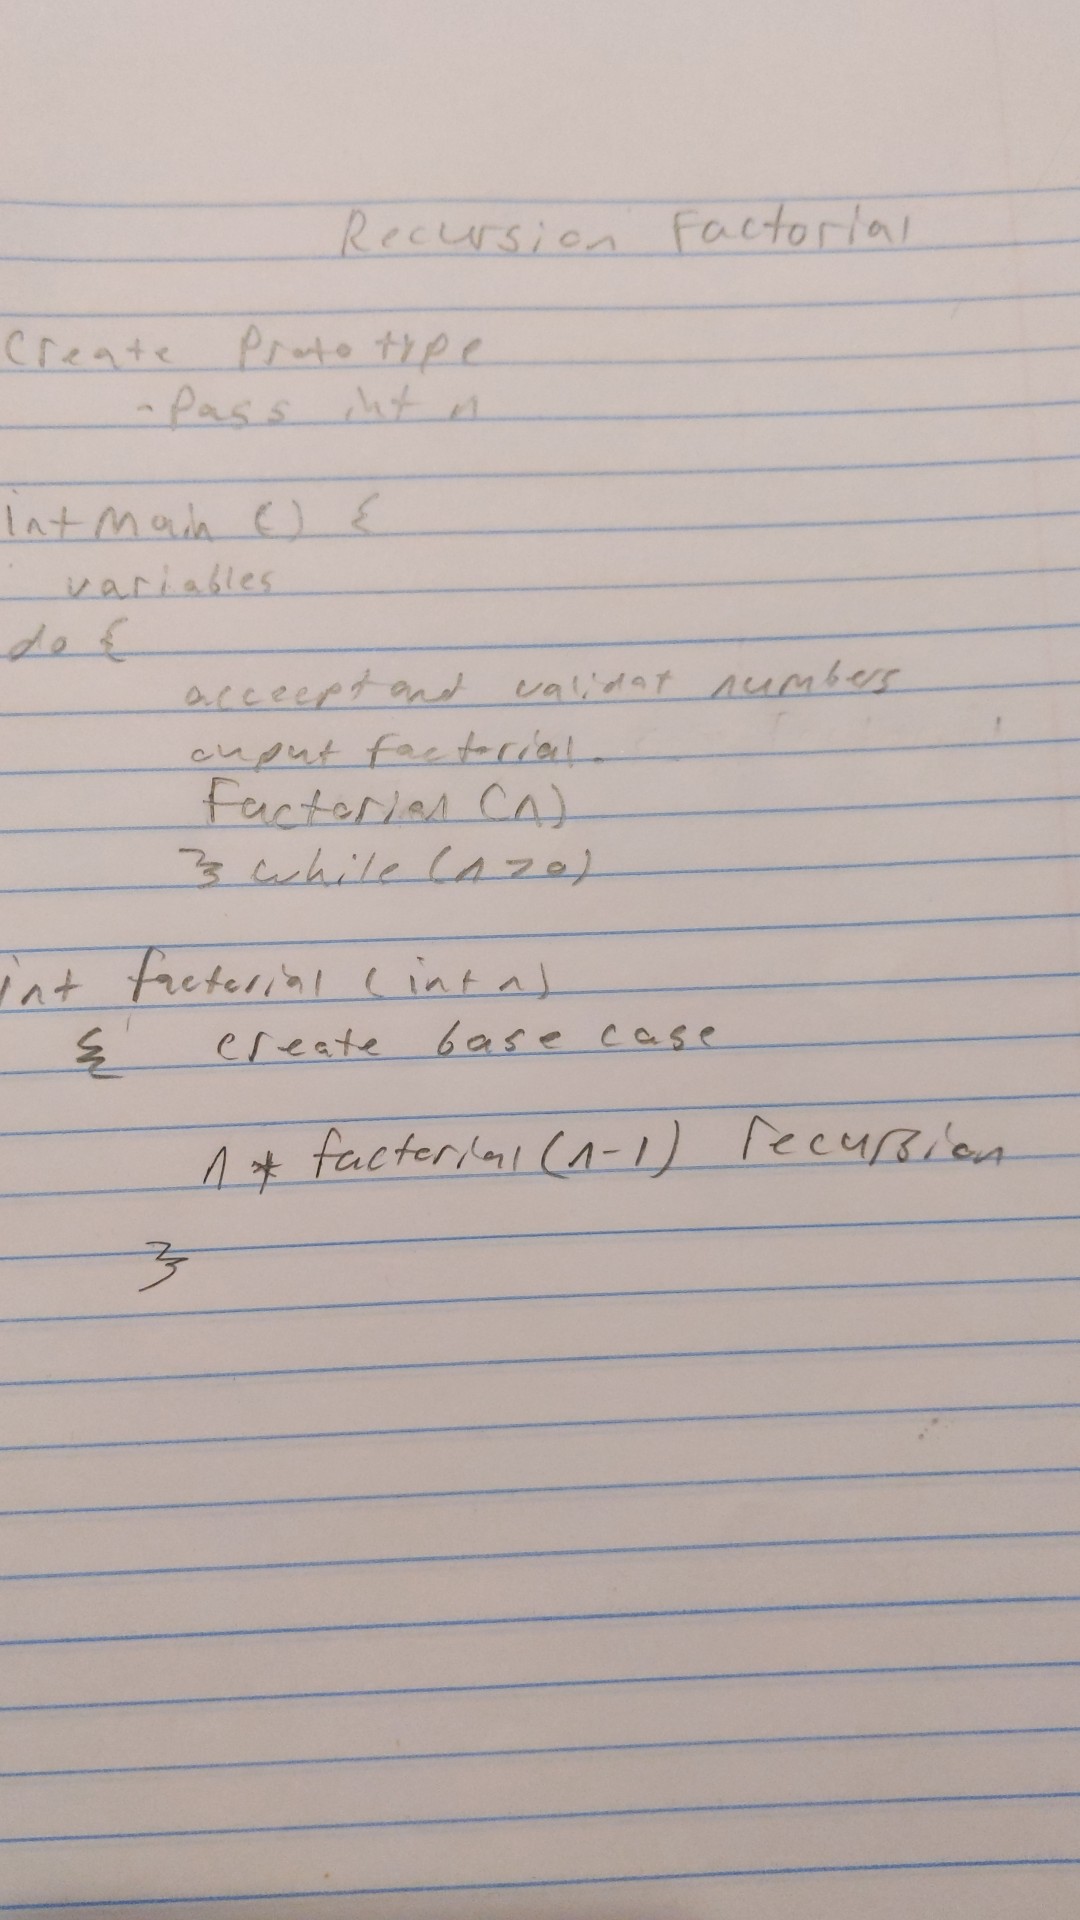 Recursion Factorial
Create Prototype
- Pass int n
int main () {
variables
do {
acceept and validat numbers
ouput factorial.
Factorial (n)
} while (n > 0)
int factorial (int n)
{ create base case
n * factorial (n-1) recursion
}